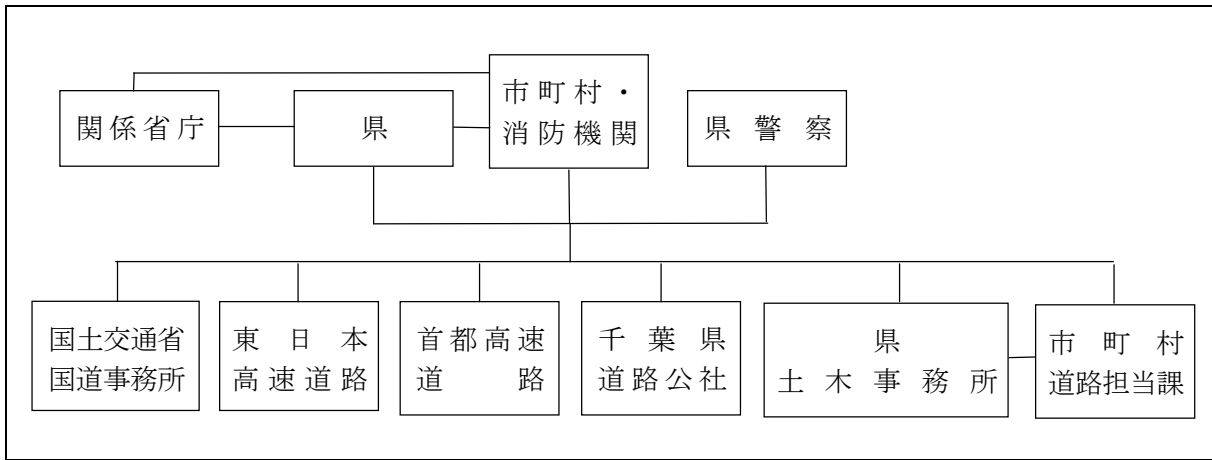 関係省庁
県
市町村・
消防機関
県警察
国土交通省
国道事務所
東日本
高速道路
首都高速
道路
千葉県
道路公社
県
土木事務所
市町村
道路担当課